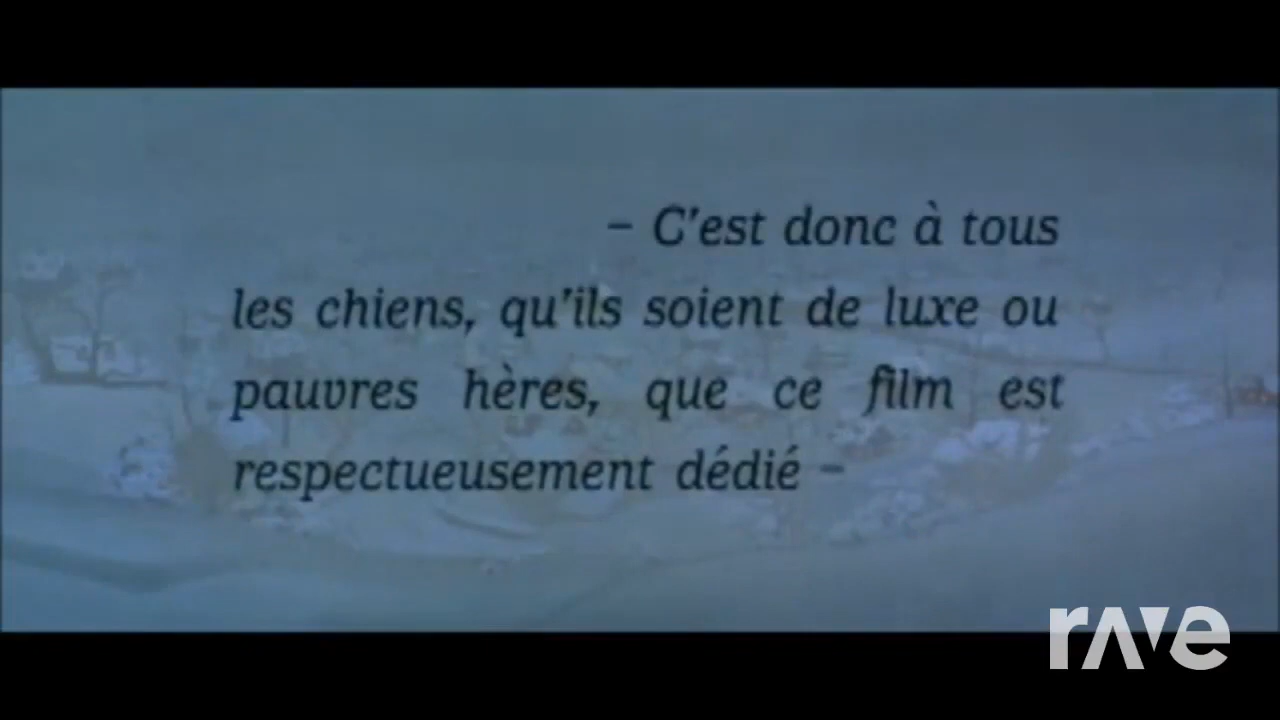 – C'est donc à tous
les chiens, qu'ils soient de luxe ou
pauvres hères, que ce film est
respectueusement dédié –
rave